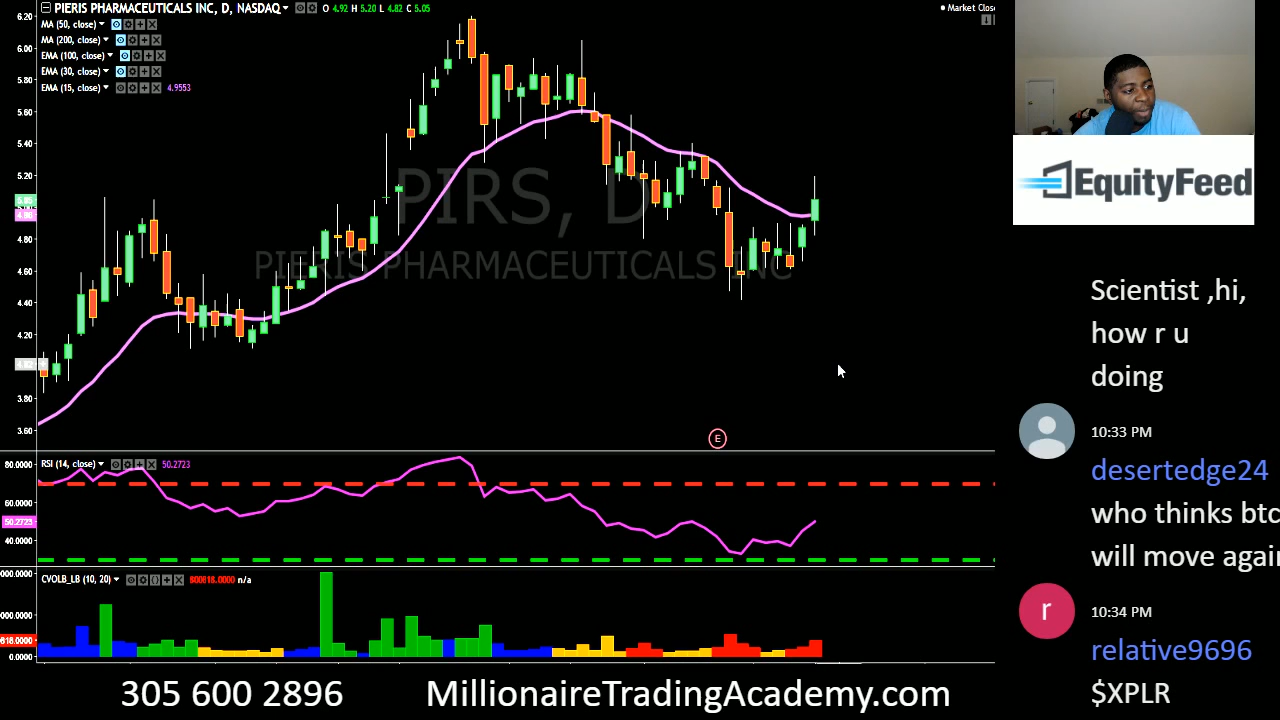 PIERIS PHARMACEUTICALS INC, D, NASDAQ O 4.92 H 5.20 L 4.82 C 5.05
Market Clos
MA (50, close)
MA (200, close)
EMA (100, close)
EMA (30, close)
EMA (15, close) 4.9553
6.20
6.00
5.80
5.60
5.40
5.20
4.80
4.60
4.40
4.20
3.80
3.60
PIRS, D
PIERIS PHARMACEUTICALS INC
E
RSI (14, close) 50.2723
80.0000
60.0000
50.2723
40.0000
CVOLB_LB (10, 20) 800818.0000 n/a
0.0000
305 600 2896
MillionaireTradingAcademy.com
EquityFeed
Scientist ,hi,
how r u
doing
10:33 PM
desertedge24
who thinks btc
will move again
r
10:34 PM
relative9696
$XPLR